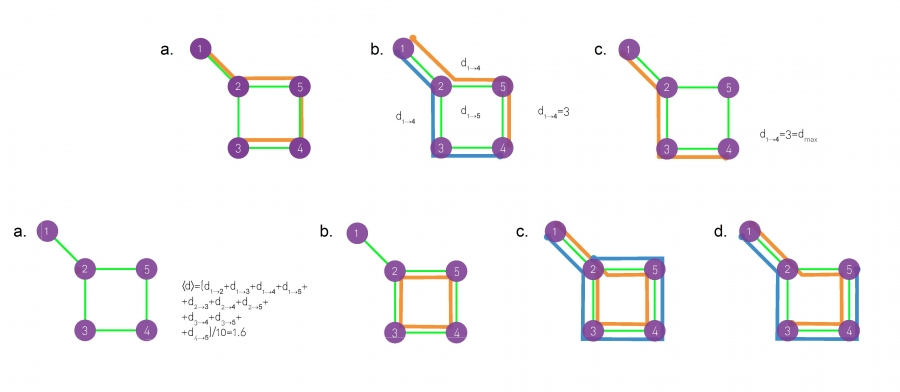 a.
1
2
5
3
4
b.
1
d1→4
2
5
d1→4
d1→5
3
4
d1→4=3
c.
1
2
5
3
4
d1→4=3=dmax
a.
1
2
5
3
4
⟨d⟩=[d1→2+d1→3+d1→4+d1→5+
+d2→3+d2→4+d2→5+
+d3→4+d3→5+
+d4→5]/10=1.6
b.
1
2
5
3
4
c.
1
2
5
3
4
d.
1
2
5
3
4